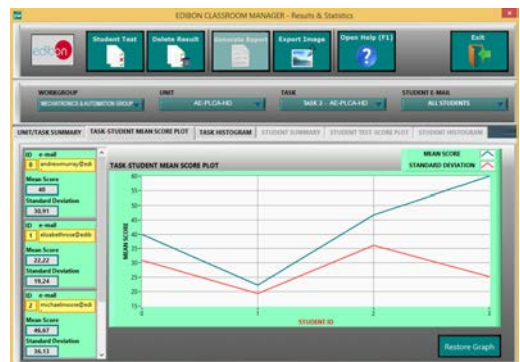 EDIBON CLASSROOM MANAGER - Results & Statistics
edibon
Student Test
Delete Result
Generate Report
Export Image
Open Help (F1)
Exit
WORKGROUP
UNIT
TASK
STUDENT E-MAIL
MECHATRONICS & AUTOMATION GROUP
AE-PLCA-HD
TASK 3 - AE-PLCA-HD
ALL STUDENTS
UNIT/TASK SUMMARY
TASK-STUDENT MEAN SCORE PLOT
TASK HISTOGRAM
STUDENT SUMMARY
STUDENT TEST-SCORE PLOT
STUDENT HISTOGRAM
ID e-mail
0 andrewmurray@edi
Mean Score
40
Standard Deviation
30,91
ID e-mail
1 elisabethrose@edib
Mean Score
22,22
Standard Deviation
19,24
ID e-mail
2 michaelmoore@edi
Mean Score
46,67
Standard Deviation
36,13
TASK-STUDENT MEAN SCORE PLOT
MEAN SCORE
STANDARD DEVIATION
MEAN SCORE
60
55
50
45
40
35
30
25
20
15
0
1
2
3
STUDENT ID
Restore Graph